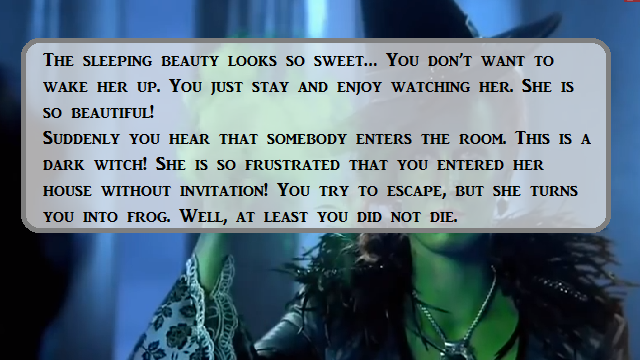 The sleeping beauty looks so sweet... You don't want to
wake her up. You just stay and enjoy watching her. She is
so beautiful!
Suddenly you hear that somebody enters the room. This is a
dark witch! She is so frustrated that you entered her
house without invitation! You try to escape, but she turns
you into frog. Well, at least you did not die.